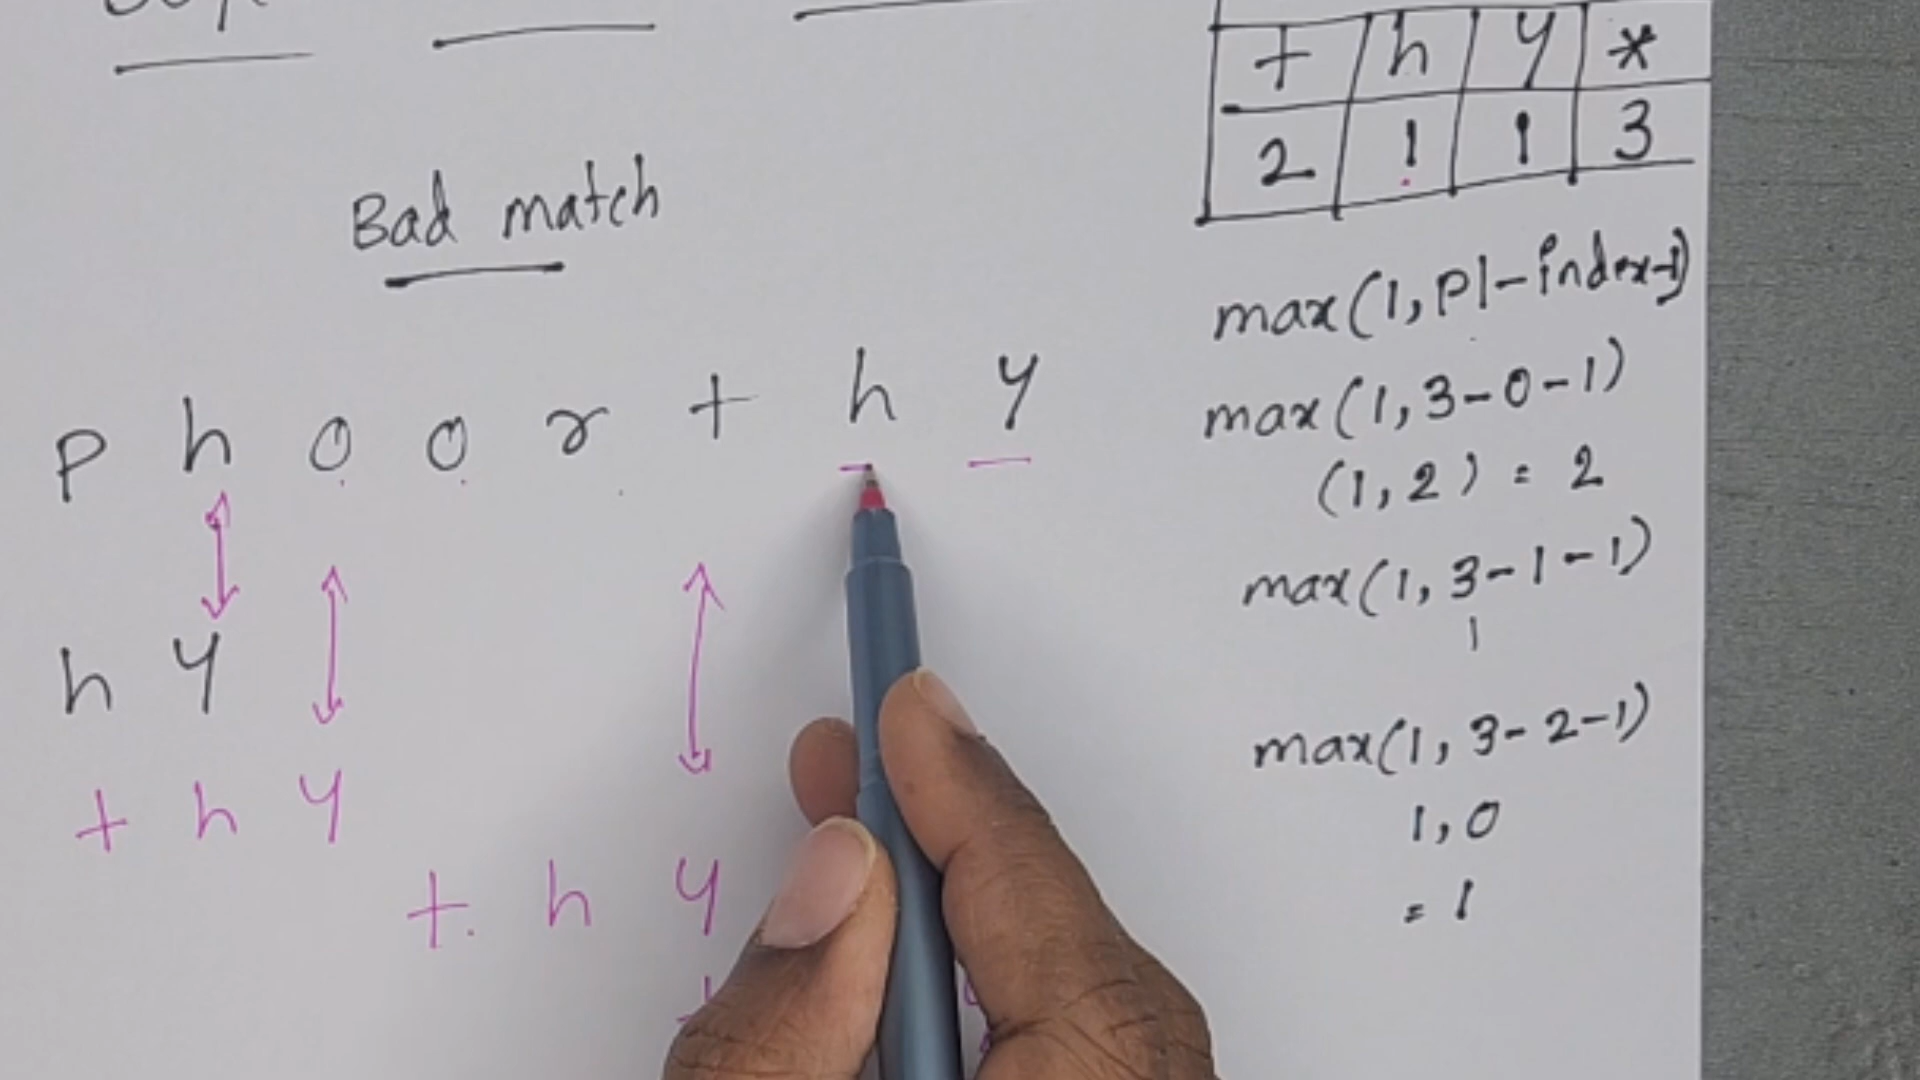 t h y *
2 1 1 3
Bad match
max(1, Pl-index-1)
p h o o r t h y
max(1, 3-0-1)
(1, 2) = 2
max(1, 3-1-1)
1
h y
max(1, 3-2-1)
t h y
1, 0
t h y
= 1